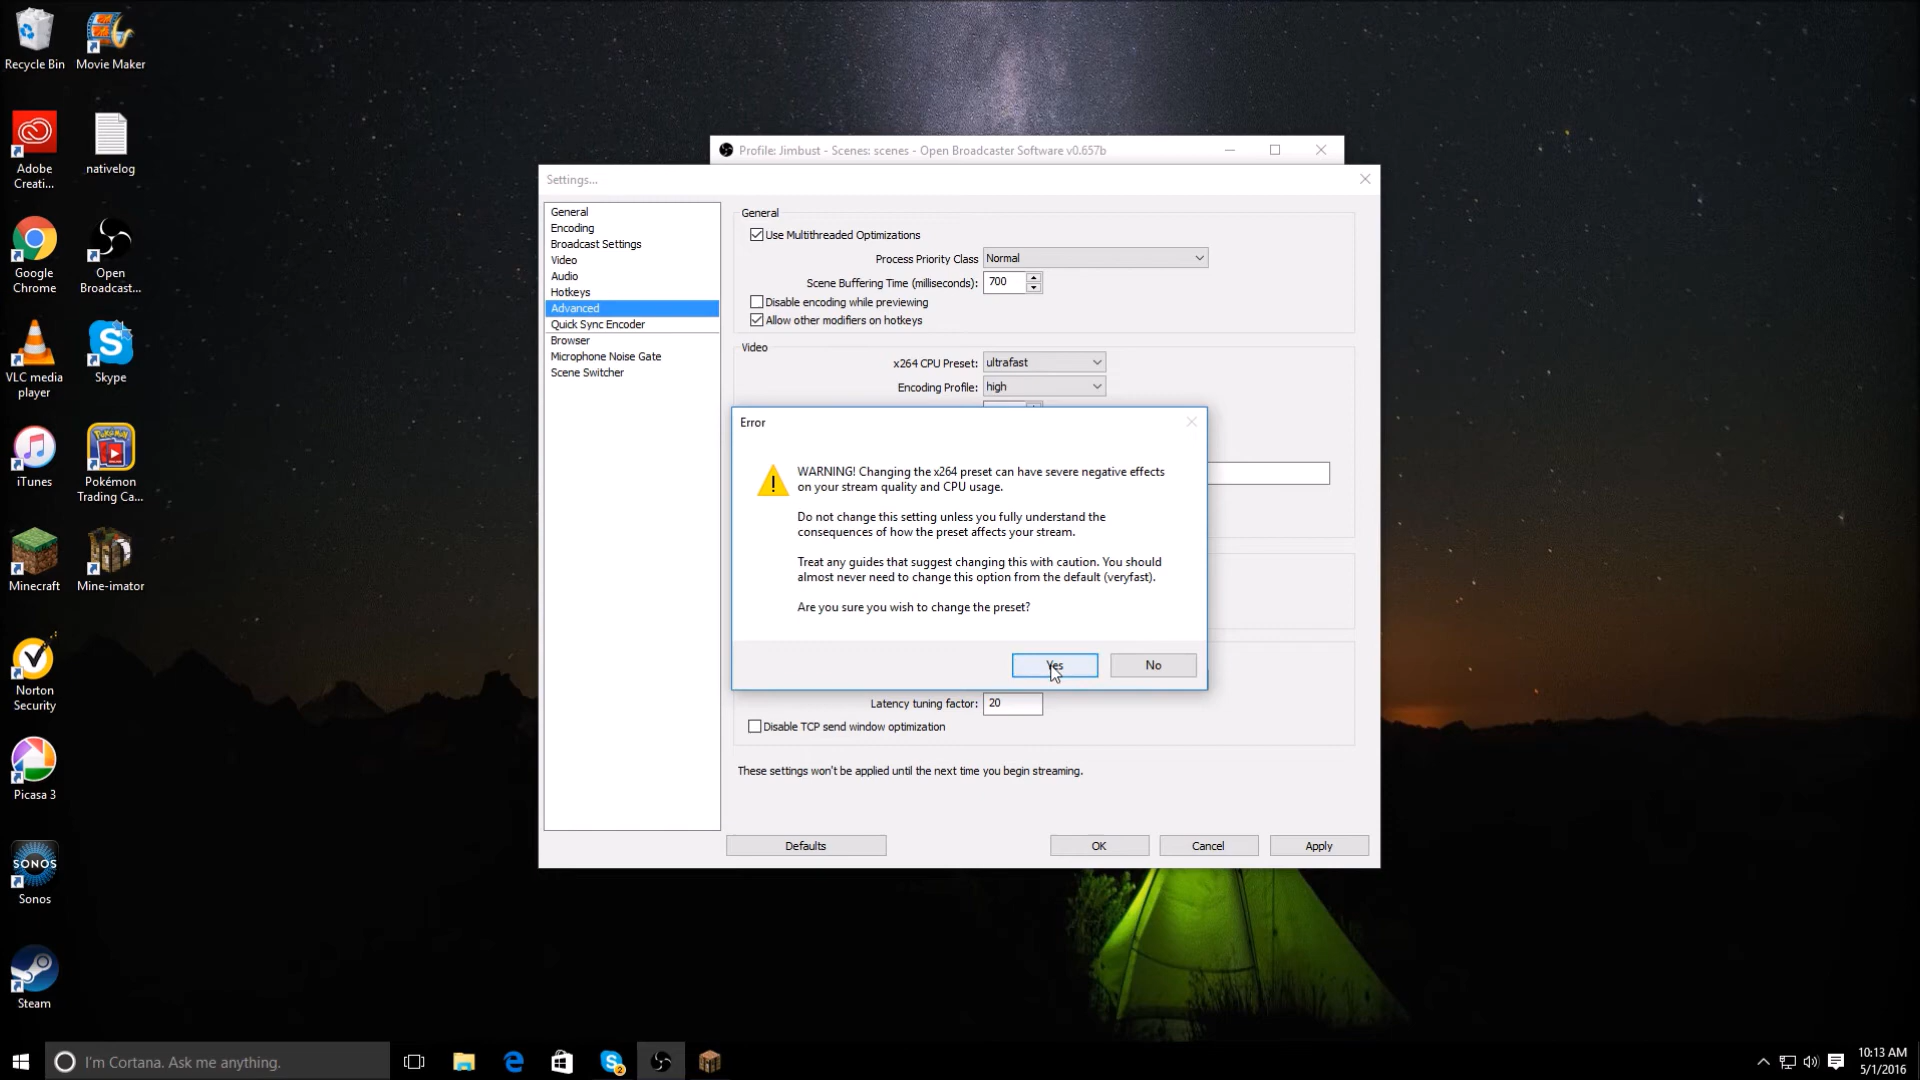 Recycle Bin
Movie Maker
Adobe
Creati...
nativelog
Google
Chrome
Open
Broadcast...
VLC media
player
Skype
iTunes
Pokémon
Trading Ca...
Minecraft
Mine-imator
Norton
Security
Picasa 3
SONOS
Sonos
Steam
Profile: Jimbust - Scenes: scenes - Open Broadcaster Software v0.657b
Settings...
General
Encoding
Broadcast Settings
Video
Audio
Hotkeys
Advanced
Quick Sync Encoder
Browser
Microphone Noise Gate
Scene Switcher
General
Use Multithreaded Optimizations
Process Priority Class Normal
Scene Buffering Time (milliseconds): 700
Disable encoding while previewing
Allow other modifiers on hotkeys
Video
x264 CPU Preset: ultrafast
Encoding Profile: high
Error
WARNING! Changing the x264 preset can have severe negative effects
on your stream quality and CPU usage.
Do not change this setting unless you fully understand the
consequences of how the preset affects your stream.
Treat any guides that suggest changing this with caution. You should
almost never need to change this option from the default (veryfast).
Are you sure you wish to change the preset?
Yes No
Latency tuning factor: 20
Disable TCP send window optimization
These settings won't be applied until the next time you begin streaming.
Defaults OK Cancel Apply
I'm Cortana. Ask me anything.
2
10:13 AM
5/1/2016